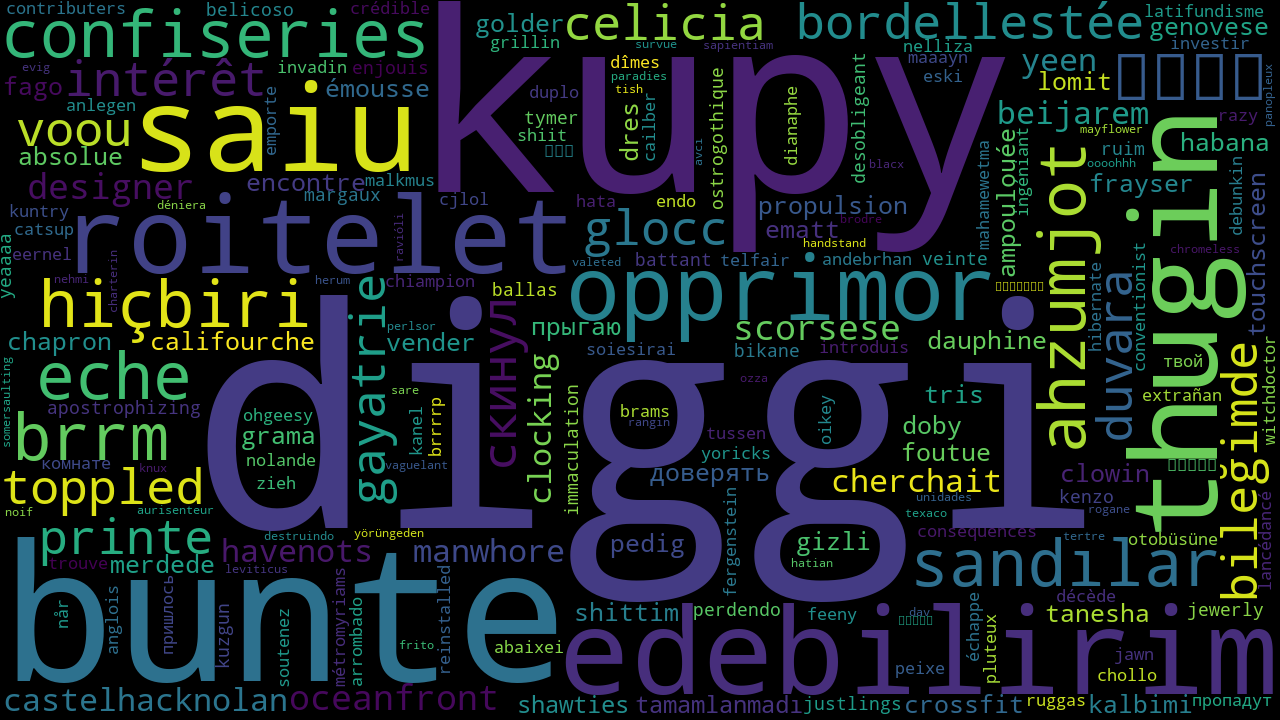 contributers belicoso crédible
confiseries
golder
celicia
bordellestée
latifundisme
genovese
grillin
kupy
evig
fago
intérêt
invadin
enjouis
survue
sapientiam
dîmes
paradies
tish
nelliza
maaayn
eski
yeen
investir
lomit
panopleux
anlegen
émousse
emporte
duplo
voou
saiu
absolue
tymer
shiit
dres
cailber
avci
ostrogothique
dianaphe
desobligeant
blacx
beijarem
mayflower
razy
ruim
habana
oooohhh
designer
encontre
malkmus
margaux
déniera
cjlol
hata
endo
propulsion
brodre
ematt
handstand
mahamewetma
ampoulouée
ingéniant
ahzumjot
frayser
thugin
debunkin
touchscreen
kuntry
catsup
eernel
yeaaaa
roitelet
ravióli
glocc
valeted
battant
telfair
andebrhan
veinte
chromeless
conventionist
nehmi
charterin
herum
chiampion
ballas
opprimor
hibernate
duvara
hiçbiri
gayatrie
perlsor
скинул
прыгаю
scorsese
dauphine
chapron
califourche
vender
soiesirai
bikane
introduis
твой
witchdoctor
eche
diggi
sare
clocking
ozza
extrañan
bilegimde
somersaulting
apostrophizing
ohgeesy
grama
kanel
brrrrp
immaculation
brams
rangin
oikey
tris
brrm
nolande
tussen
doby
комнате
knux
zieh
vaguelant
yoricks
foutue
toppled
доверять
cherchait
clowin
noif
aurisenteur
unidades
kenzo
texaco
rogane
lancédancé
printe
destruindo
yörüngeden
fergenstein
pedig
gizli
consequences
tertre
otobüsüne
trouve
merdede
havenots
manwhore
hatian
leviticus
sandılar
bunte
når
anglois
пришлось
kuzgun
soutenez
métromyriams
arrombado
frito
reinstalled
abaixei
shittim
perdendo
feeny
day
échappe
décède
tanesha
jewerly
edebilirim
peixe
pluteux
jawn
chollo
castelhacknolan
oceanfront
shawties
tamamlanmadi
justlings
crossfit
ruggas
kalbimi
пропадут